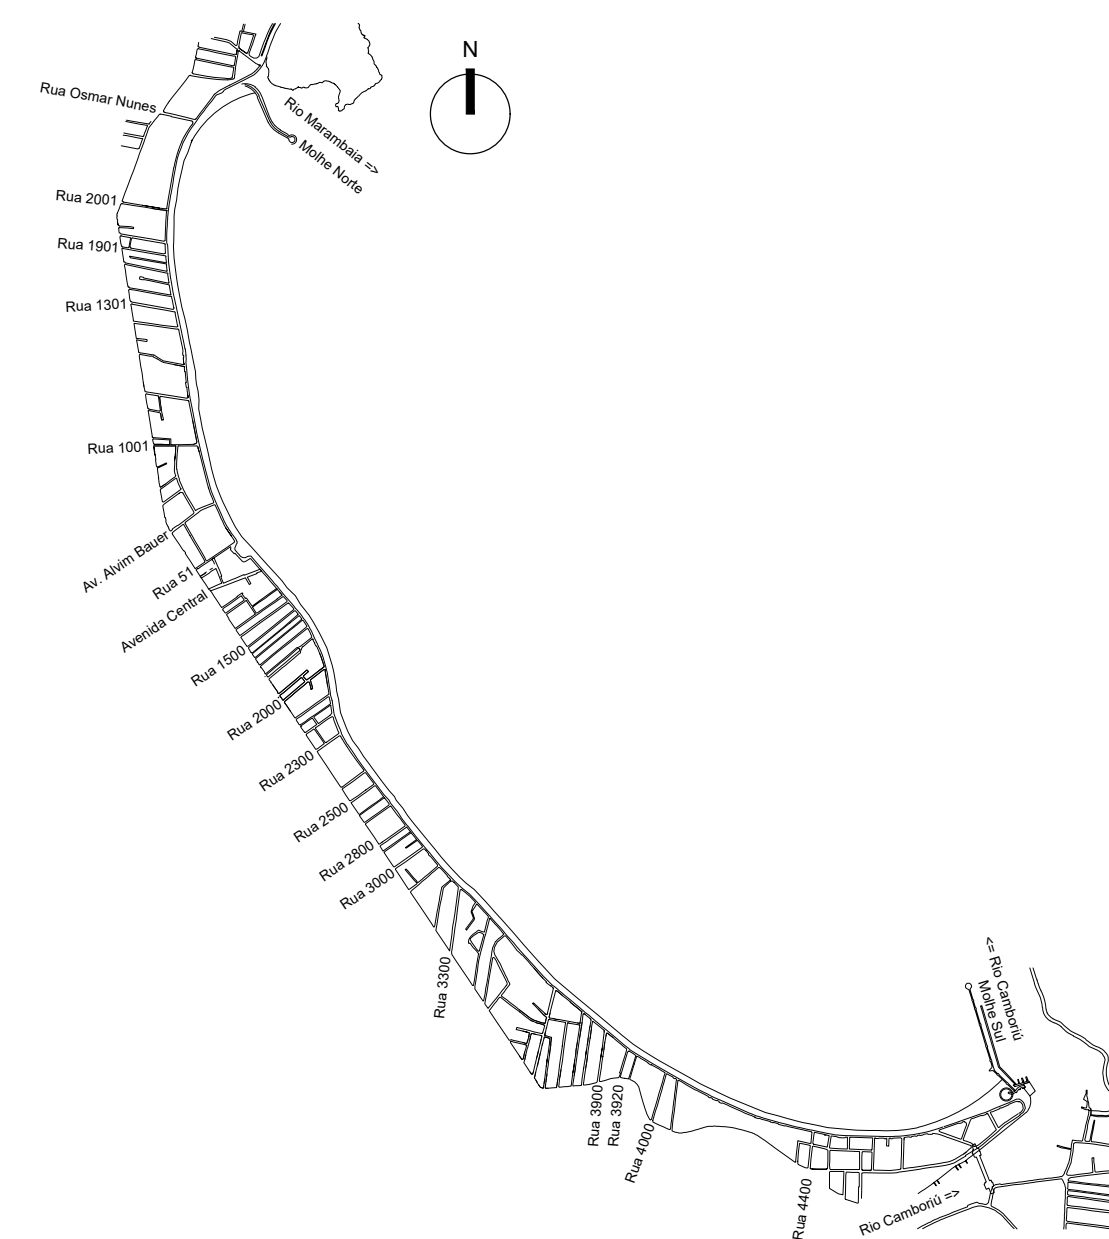 N
Rua Osmar Nunes
Rio Marambaia =>
Molhe Norte
Rua 2001
Rua 1901
Rua 1301
Rua 1001
Av. Alvim Bauer
Rua 51
Avenida Central
Rua 1500
Rua 2000
Rua 2300
Rua 2500
Rua 2800
Rua 3000
Rua 3300
Rua 3900
Rua 3920
Rua 4000
Rua 4400
<= Rio Camboriú
Molhe Sul
Rio Camboriú =>